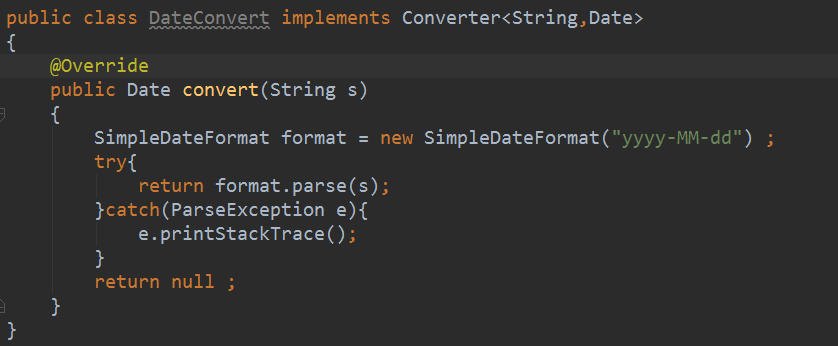 public class DateConvert implements Converter<String,Date>
{
    @Override
    public Date convert(String s)
    {
        SimpleDateFormat format = new SimpleDateFormat("yyyy-MM-dd") ;
        try{
            return format.parse(s);
        }catch(ParseException e){
            e.printStackTrace();
        }
        return null ;
    }
}